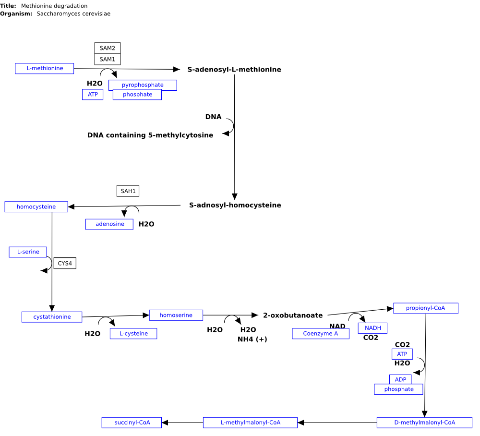 Title: Methionine degradation
Organism: Saccharomyces cerevisiae
SAM2
SAM1
L-methionine
S-adenosyl-L-methionine
H2O
pyrophosphate
ATP
phosphate
DNA
DNA containing 5-methylcytosine
SAH1
homocysteine
S-adnosyl-homocysteine
adenosine
H2O
L-serine
CYS4
cystathionine
homoserine
2-oxobutanoate
propionyl-CoA
H2O
L cysteine
H2O
H2O
NH4 (+)
NAD
NADH
Coenzyme A
CO2
CO2
ATP
H2O
ADP
phosphate
succinyl-CoA
L-methylmalonyl-CoA
D-methylmalonyl-CoA